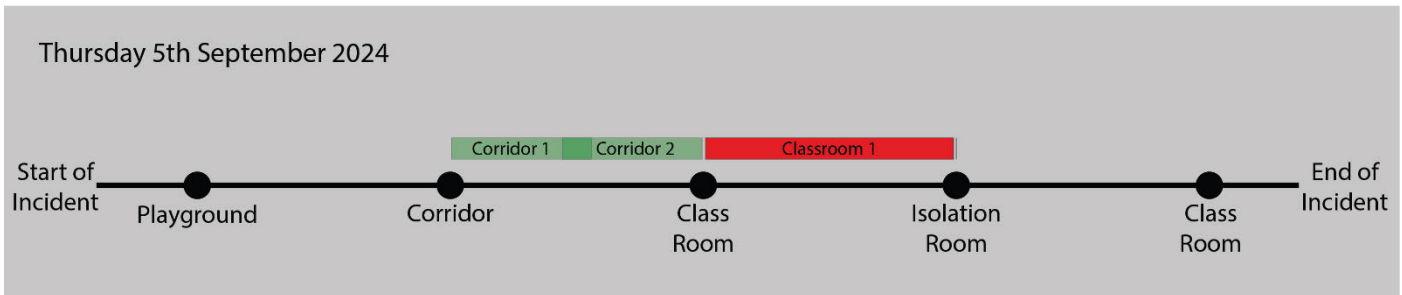 Thursday 5th September 2024
Corridor 1
Corridor 2
Classroom 1
Start of
Incident
Playground
Corridor
Class
Room
Isolation
Room
Class
Room
End of
Incident